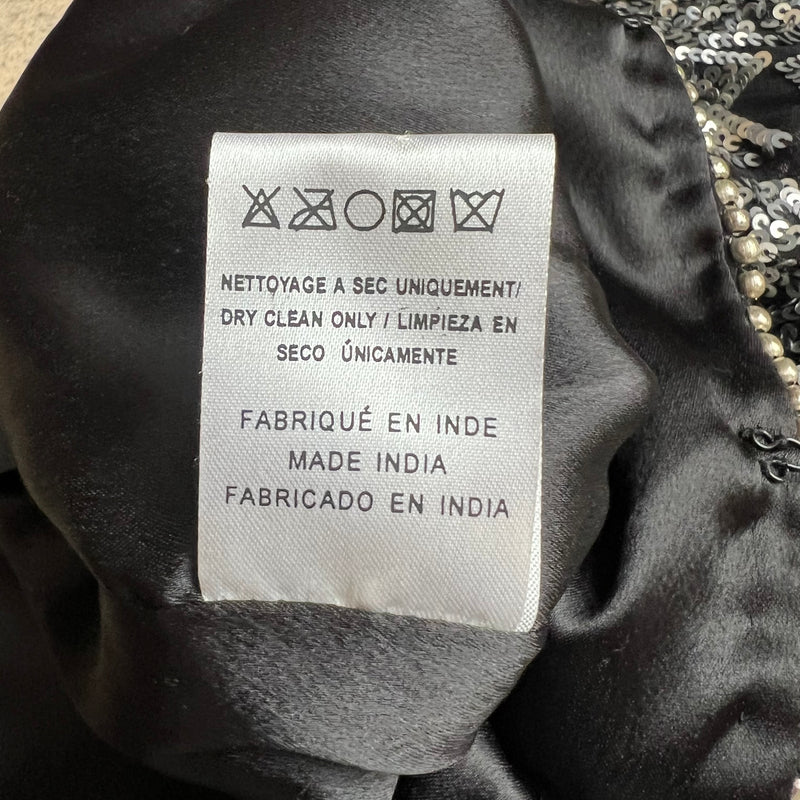 NETTOYAGE A SEC UNIQUEMENT/
DRY CLEAN ONLY / LIMPIEZA EN
SECO ÚNICAMENTE
FABRIQUÉ EN INDE
MADE INDIA
FABRICADO EN INDIA